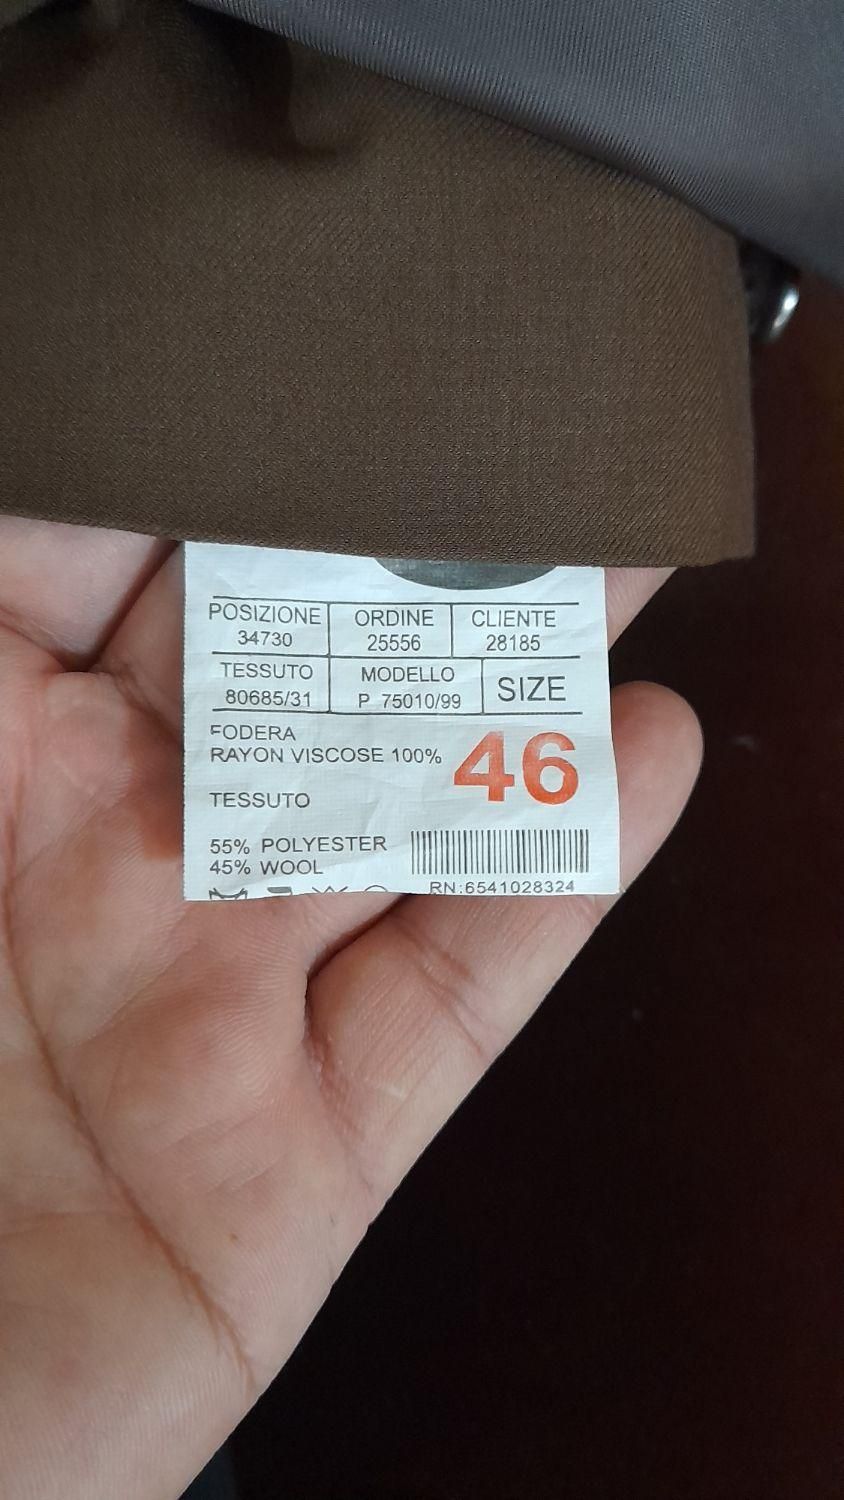 POSIZIONE ORDINE CLIENTE
34730 25556 28185
TESSUTO MODELLO SIZE
80685/31 P 75010/99
FODERA
RAYON VISCOSE 100%
46
TESSUTO
55% POLYESTER
45% WOOL
RN:6541028324